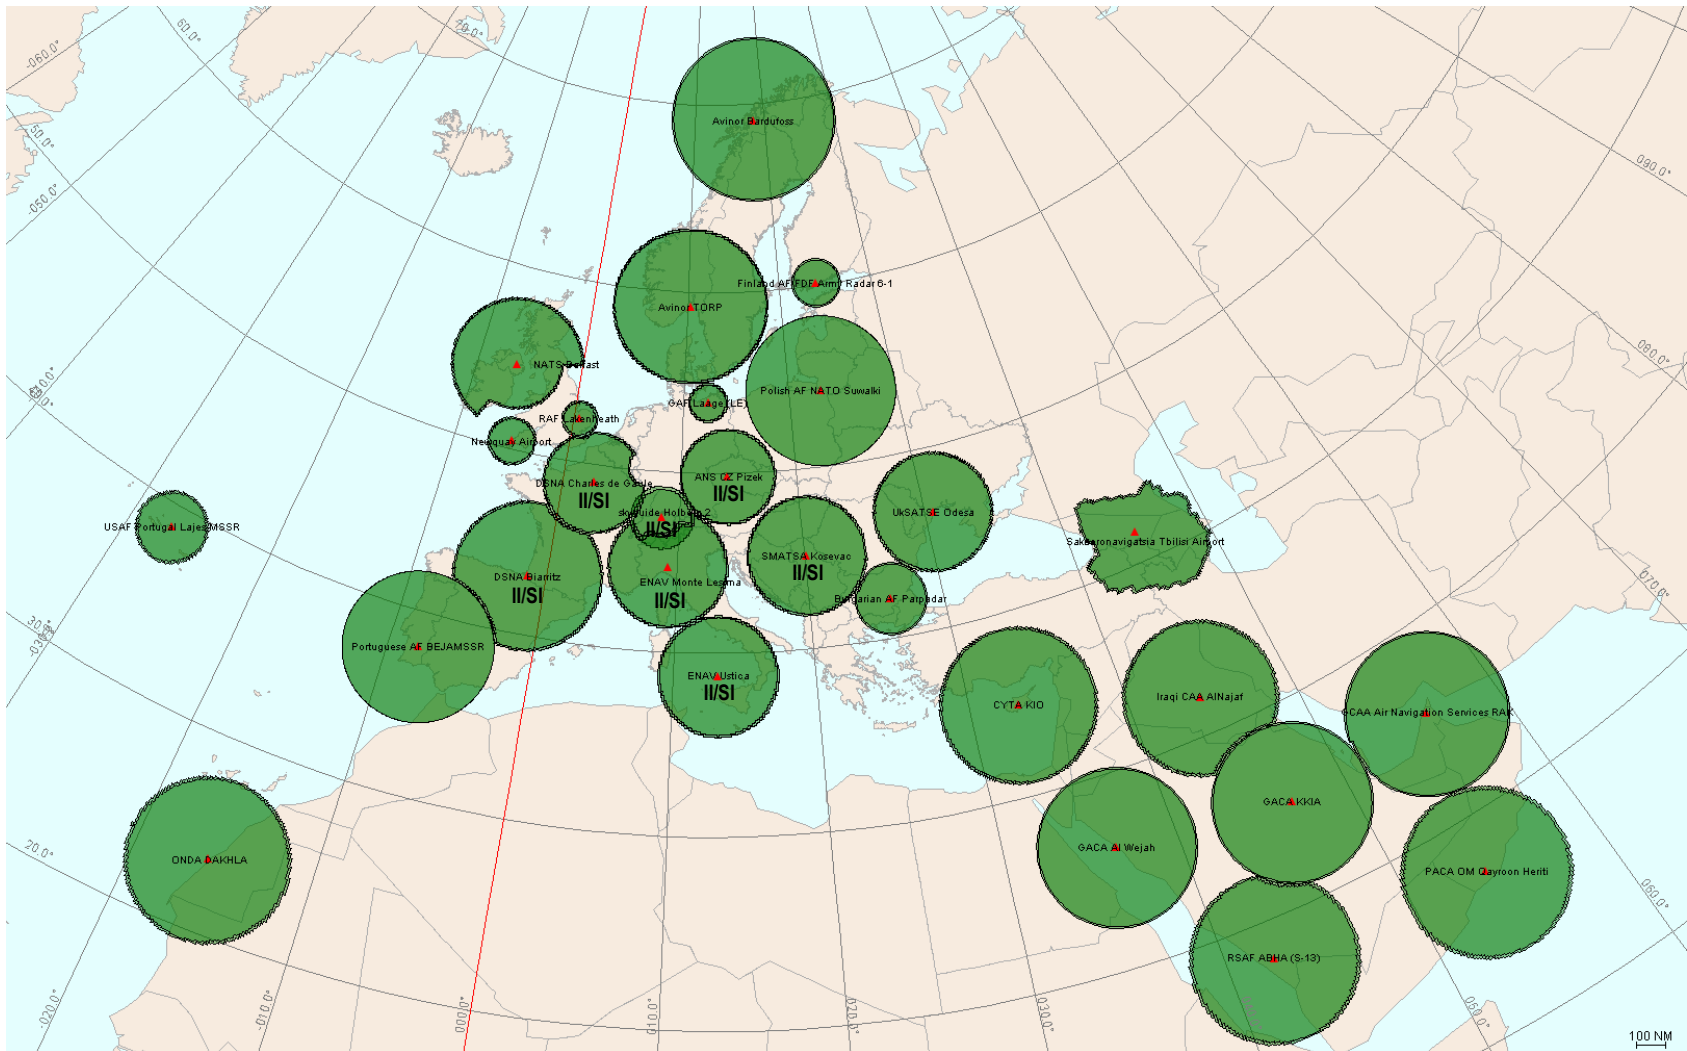 -060.0°
60.0°
70.0°
-050.0°
090.0°
080.0°
070.0°
30.0°
-030.0°
20.0°
-020.0°
-010.0°
000.0°
010.0°
020.0°
030.0°
050.0°
060.0°
Avinor Bardufoss
Finland AF/FDF Army Radar 6-1
Avinor TORP
NATS Belfast
Polish AF NATO Suwalki
GAF Laage (LE)
RAF Lakenheath
Newquay Airport
ANS CZ Pizek
II/SI
DSNA Charles de Gaule
II/SI
skyguide Holberg 2
II/SI
UkSATSE Odesa
USAF Portugal Lajes MSSR
Sakaeronavigatsia Tbilisi Airport
SMATSA Kosevac
II/SI
DSNA Biarritz
II/SI
ENAV Monte Lesima
II/SI
Bulgarian AF Parpadar
Portuguese AF BEJAMSSR
ENAV Ustica
II/SI
CYTA KIO
Iraqi CAA AlNajaf
GCAA Air Navigation Services RAK
GACA KKIA
GACA Al Wejah
ONDA DAKHLA
PACA OM Qayroon Heriti
RSAF ABHA (S-13)
100 NM